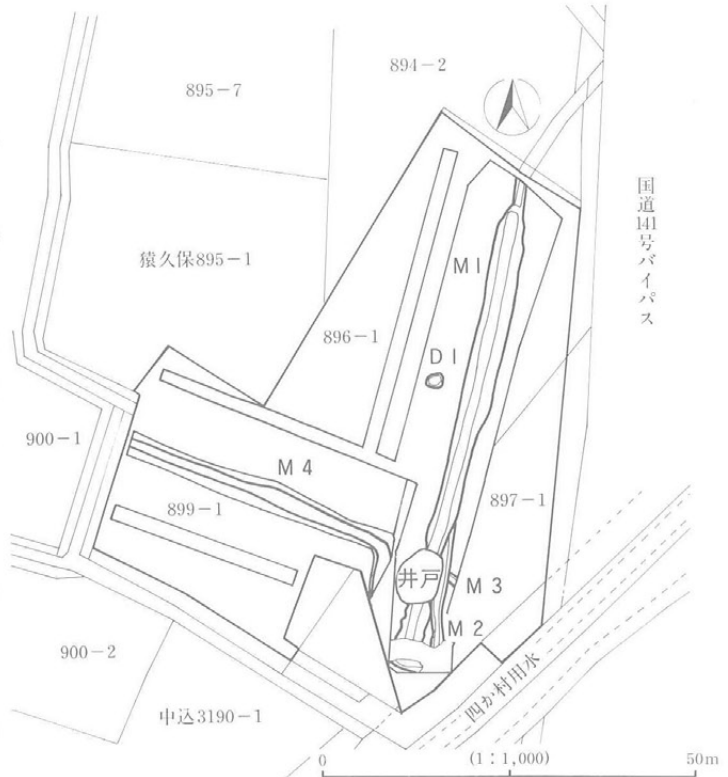 894-2
895-7
国道141号バイパス
猿久保895-1
M1
896-1
D1
900-1
M4
899-1
897-1
井戸
M3
M2
900-2
四か村用水
中込3190-1
0 (1：1,000) 50m